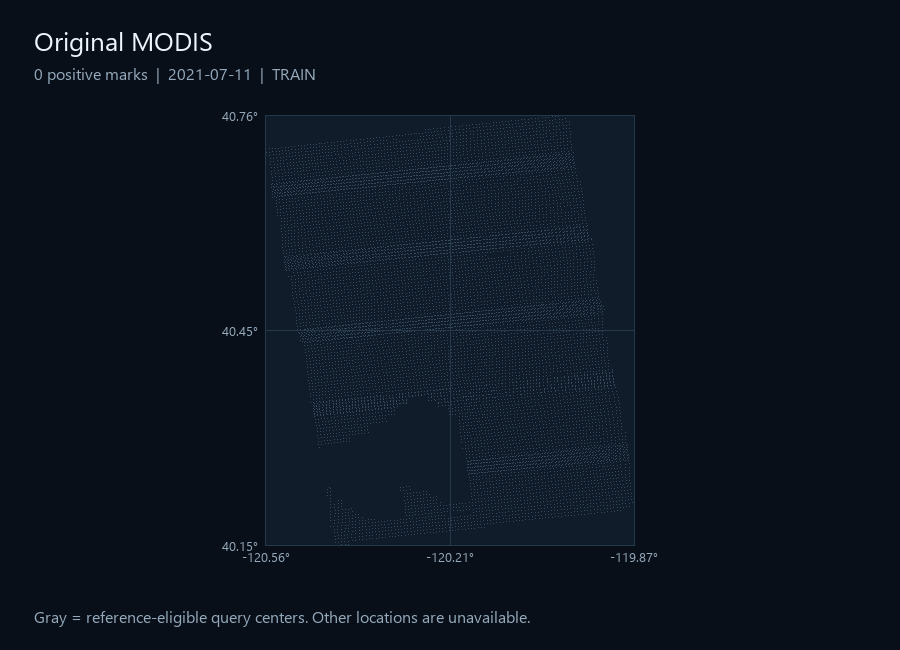 Original MODIS
0 positive marks | 2021-07-11 | TRAIN
40.76°
40.45°
40.15°
-120.56° -120.21° -119.87°
Gray = reference-eligible query centers. Other locations are unavailable.